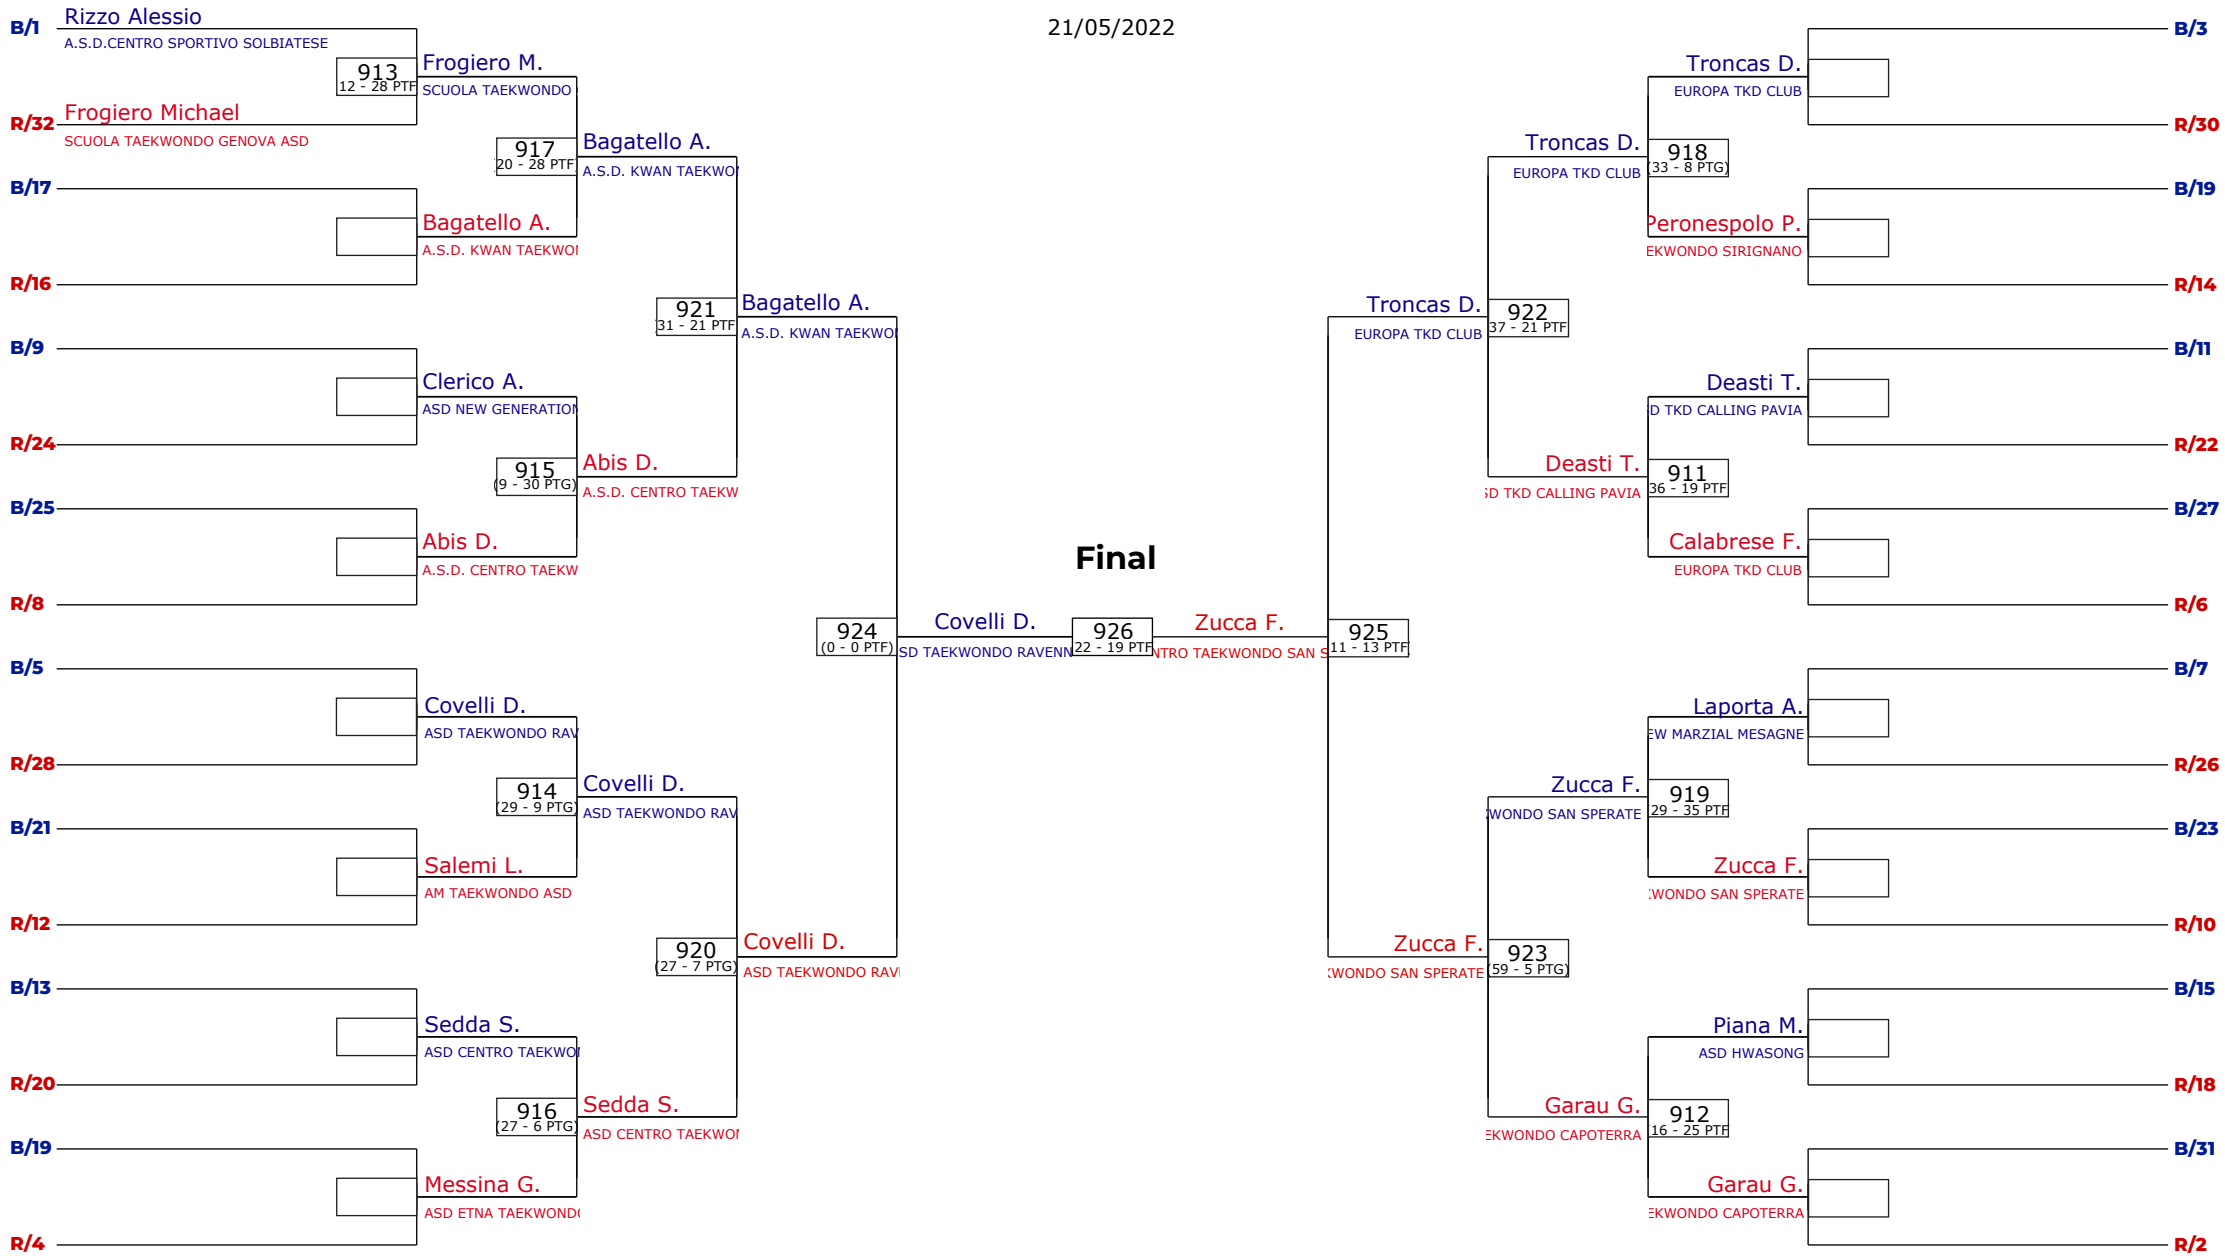 21/05/2022
B/1
Rizzo Alessio
A.S.D.CENTRO SPORTIVO SOLBIATESE
913
12 - 28 PTF
Frogiero M.
SCUOLA TAEKWONDO
R/32
Frogiero Michael
SCUOLA TAEKWONDO GENOVA ASD
917
20 - 28 PTF
Bagatello A.
A.S.D. KWAN TAEKWO
B/17
Bagatello A.
A.S.D. KWAN TAEKWO
R/16
921
31 - 21 PTF
Bagatello A.
A.S.D. KWAN TAEKWO
B/9
Clerico A.
ASD NEW GENERATION
R/24
915
(9 - 30 PTG)
Abis D.
A.S.D. CENTRO TAEKW
B/25
Abis D.
A.S.D. CENTRO TAEKW
R/8
924
(0 - 0 PTF)
B/5
Covelli D.
ASD TAEKWONDO RAV
R/28
914
(29 - 9 PTG)
Covelli D.
ASD TAEKWONDO RAV
B/21
Salemi L.
AM TAEKWONDO ASD
R/12
920
(27 - 7 PTG)
Covelli D.
ASD TAEKWONDO RAV
B/13
Sedda S.
ASD CENTRO TAEKWO
R/20
916
(27 - 6 PTG)
Sedda S.
ASD CENTRO TAEKWO
B/19
Messina G.
ASD ETNA TAEKWOND
R/4
Final
Covelli D.
SD TAEKWONDO RAVENN
926
22 - 19 PTF
Zucca F.
NTRO TAEKWONDO SAN S
925
11 - 13 PTF
B/3
Troncas D.
EUROPA TKD CLUB
R/30
Troncas D.
EUROPA TKD CLUB
918
(33 - 8 PTG)
B/19
Peronespolo P.
EKWONDO SIRIGNANO
R/14
Troncas D.
EUROPA TKD CLUB
922
37 - 21 PTF
B/11
Deasti T.
D TKD CALLING PAVIA
R/22
Deasti T.
SD TKD CALLING PAVIA
911
36 - 19 PTF
B/27
Calabrese F.
EUROPA TKD CLUB
R/6
B/7
Laporta A.
EW MARZIAL MESAGNE
R/26
Zucca F.
WONDO SAN SPERATE
919
29 - 35 PTF
B/23
Zucca F.
KWONDO SAN SPERATE
R/10
Zucca F.
KWONDO SAN SPERATE
923
(59 - 5 PTG)
B/15
Piana M.
ASD HWASONG
R/18
Garau G.
EKWONDO CAPOTERRA
912
16 - 25 PTF
B/31
Garau G.
EKWONDO CAPOTERRA
R/2